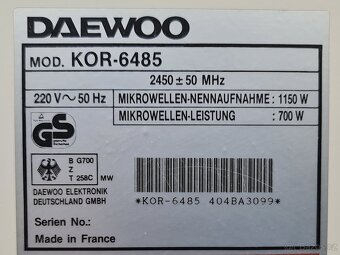 DAEWOO
MOD. KOR-6485
2450 ± 50 MHz
220 V ~ 50 Hz
MIKROWELLEN-NENNAUFNAHME : 1150 W
MIKROWELLEN-LEISTUNG : 700 W
GS
B G700
Z
T 258C MW
DAEWOO ELEKTRONIK
DEUTSCHLAND GMBH
*KOR-6485 404BA3099*
Serien No.:
Made in France